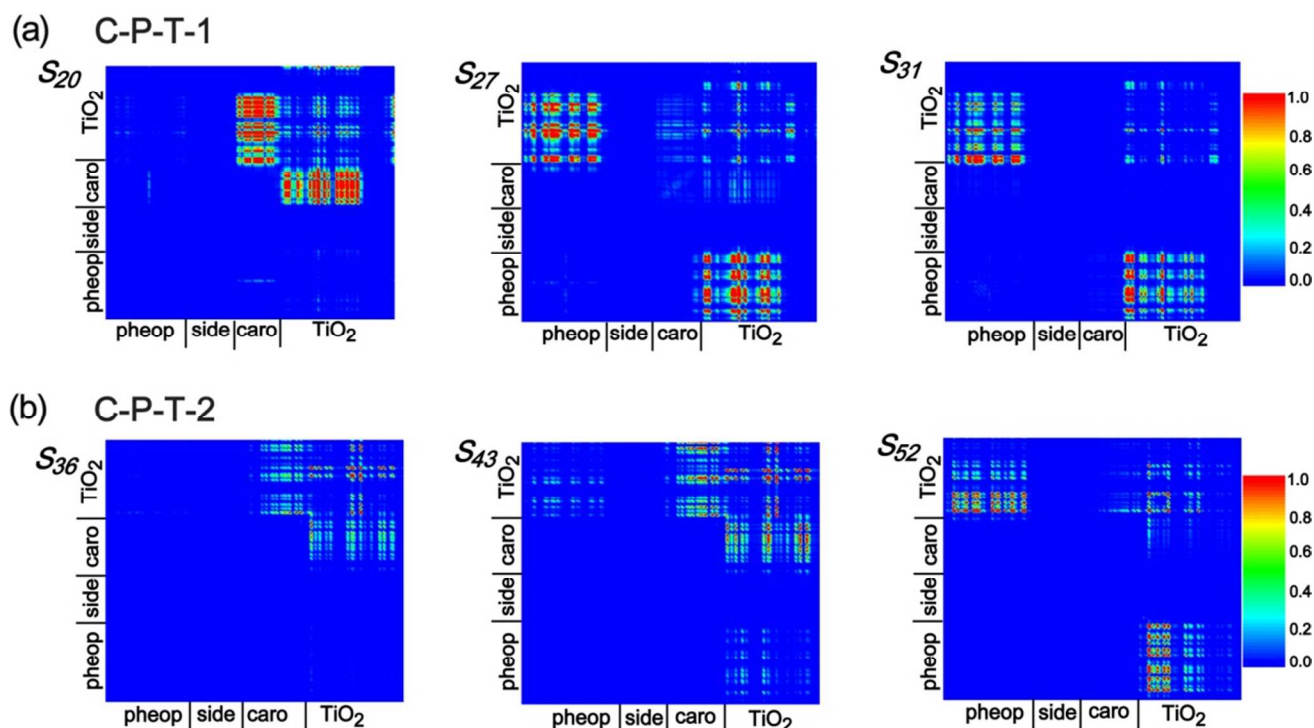 (a) C-P-T-1
S20
TiO2
caro
side
pheop
pheop side caro TiO2
S27
TiO2
caro
side
pheop
pheop side caro TiO2
S31
TiO2
caro
side
pheop
pheop side caro TiO2
1.0
0.8
0.6
0.4
0.2
0.0
(b) C-P-T-2
S36
TiO2
caro
side
pheop
pheop side caro TiO2
S43
TiO2
caro
side
pheop
pheop side caro TiO2
S52
TiO2
caro
side
pheop
pheop side caro TiO2
1.0
0.8
0.6
0.4
0.2
0.0